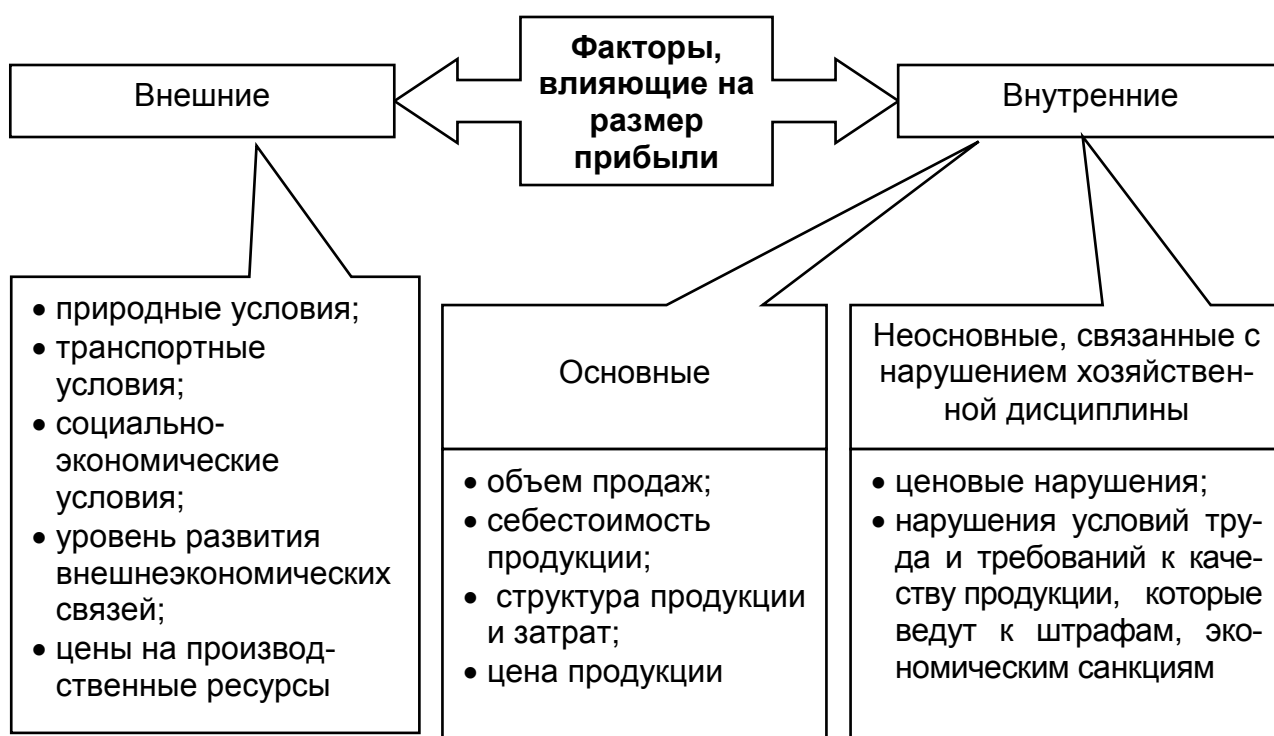 Факторы,
влияющие на
размер
прибыли
Внешние
Внутренние
• природные условия;
• транспортные
условия;
• социально-
экономические
условия;
• уровень развития
внешнеэкономических
связей;
• цены на производ-
ственные ресурсы
Основные
• объем продаж;
• себестоимость
продукции;
• структура продукции
и затрат;
• цена продукции
Неосновные, связанные с
нарушением хозяйствен-
ной дисциплины
• ценовые нарушения;
• нарушения условий тру-
да и требований к каче-
ству продукции, которые
ведут к штрафам, эко-
номическим санкциям